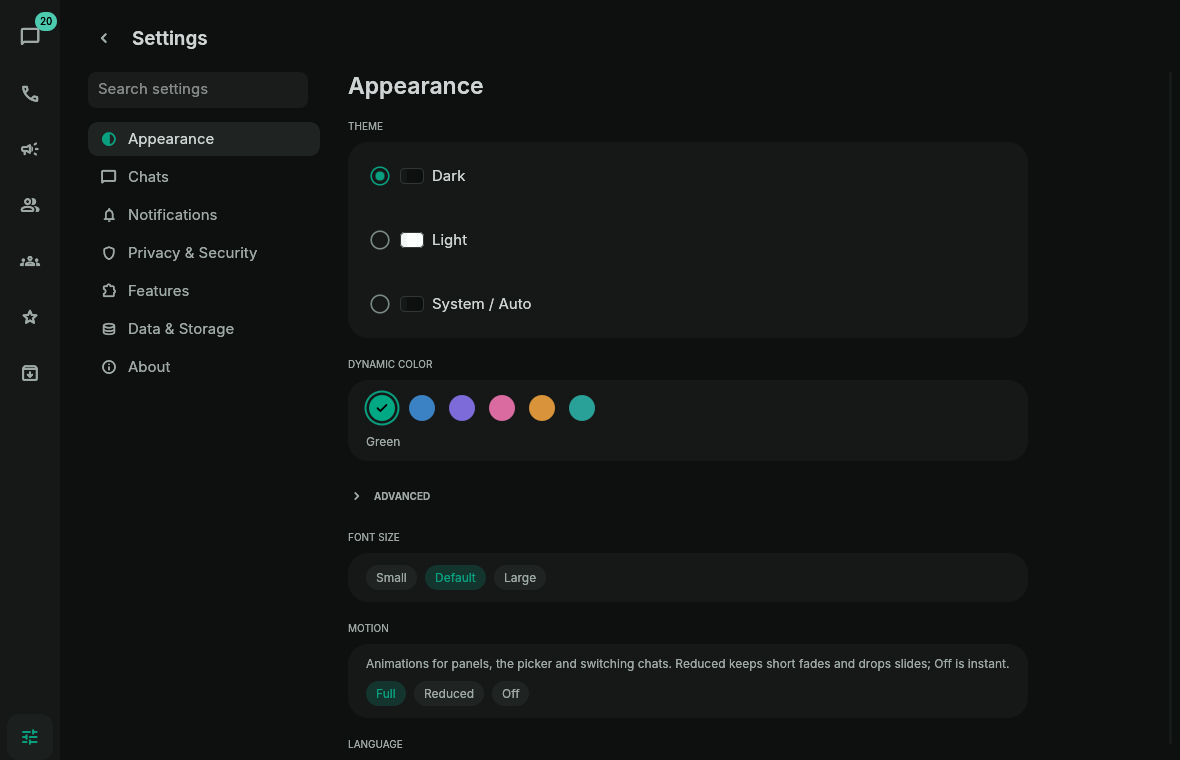 20
Settings
Search settings
Appearance
Chats
Notifications
Privacy & Security
Features
Data & Storage
About
Appearance
THEME
Dark
Light
System / Auto
DYNAMIC COLOR
Green
ADVANCED
FONT SIZE
Small Default Large
MOTION
Animations for panels, the picker and switching chats. Reduced keeps short fades and drops slides; Off is instant.
Full Reduced Off
LANGUAGE